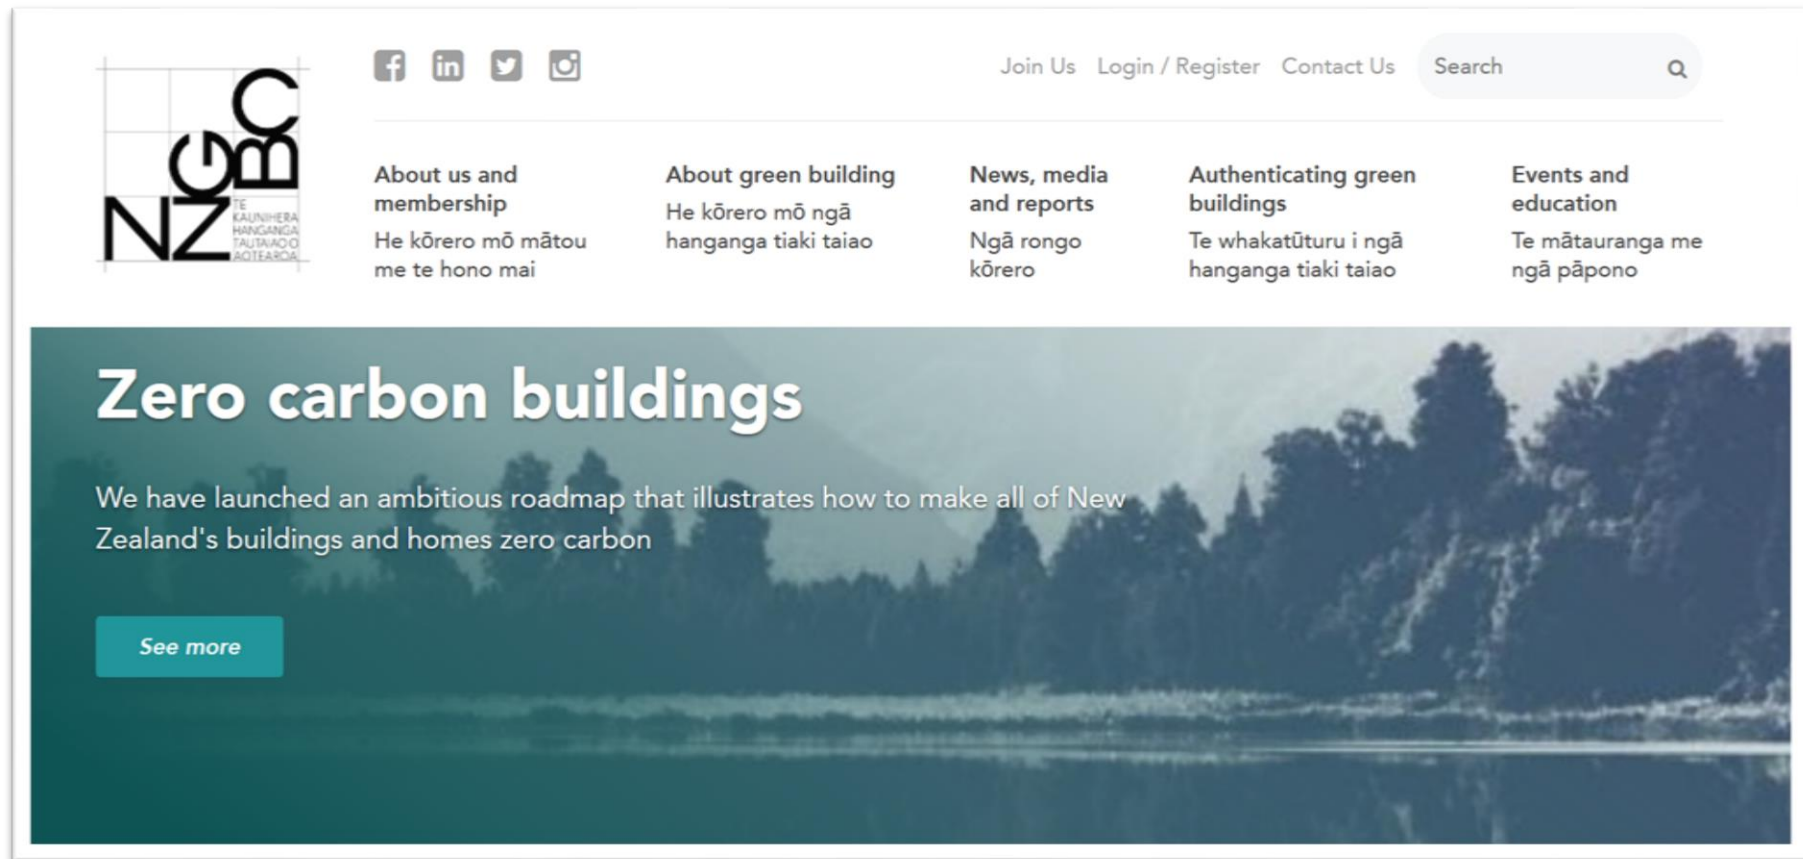 NZGBC
TE
KAUNIHERA
HANGANGA
TAUTAIAO O
AOTEAROA
Join Us Login / Register Contact Us Search
About us and
membership
He kōrero mō mātou
me te hono mai
About green building
He kōrero mō ngā
hanganga tiaki taiao
News, media
and reports
Ngā rongo
kōrero
Authenticating green
buildings
Te whakatūturu i ngā
hanganga tiaki taiao
Events and
education
Te mātauranga me
ngā pāpono
Zero carbon buildings
We have launched an ambitious roadmap that illustrates how to make all of New
Zealand's buildings and homes zero carbon
See more